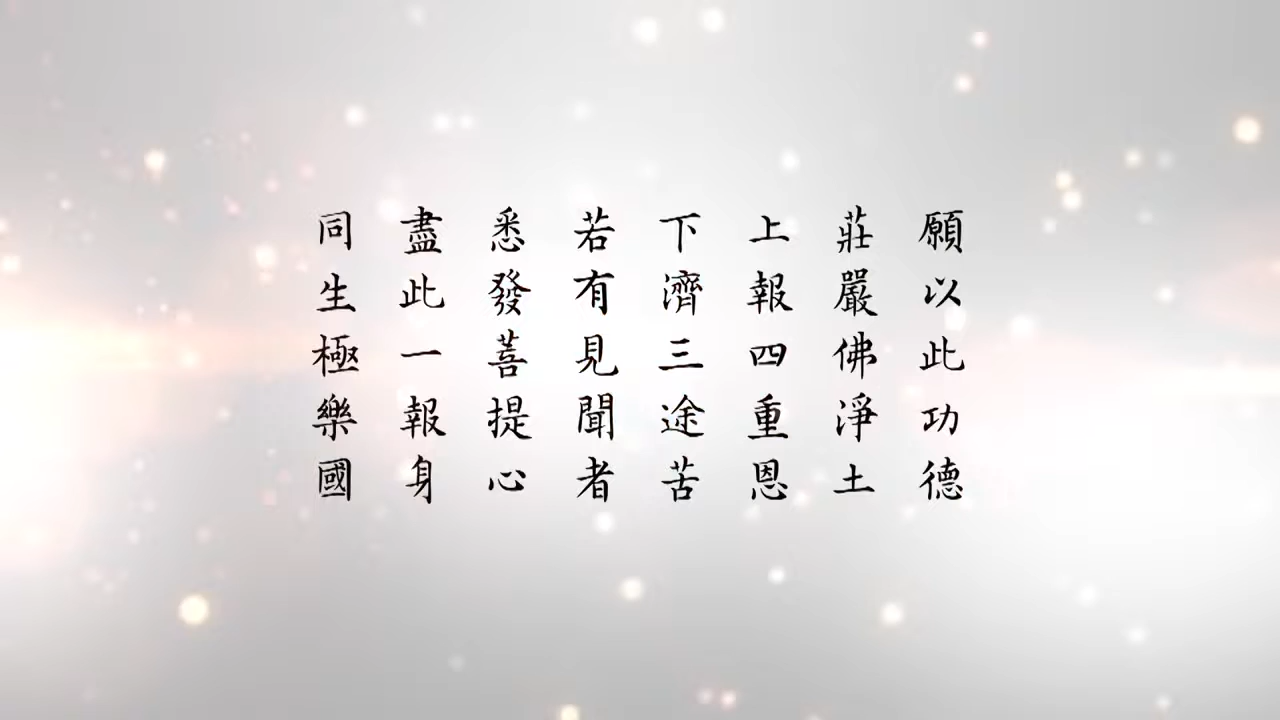 願以此功德
莊嚴佛淨土
上報四重恩
下濟三途苦
若有見聞者
悉發菩提心
盡此一報身
同生極樂國